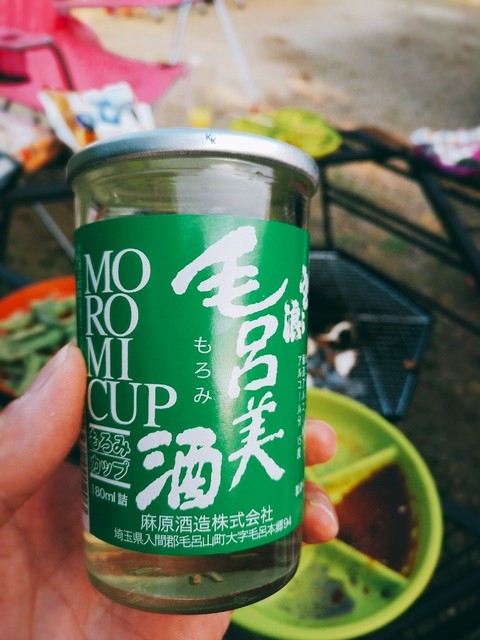 KK
MO
RO
MI
CUP
もろみ
カップ
180ml詰
毛呂美
もろみ
酒
麻原酒造株式会社
埼玉県入間郡毛呂山町大字毛呂本郷94